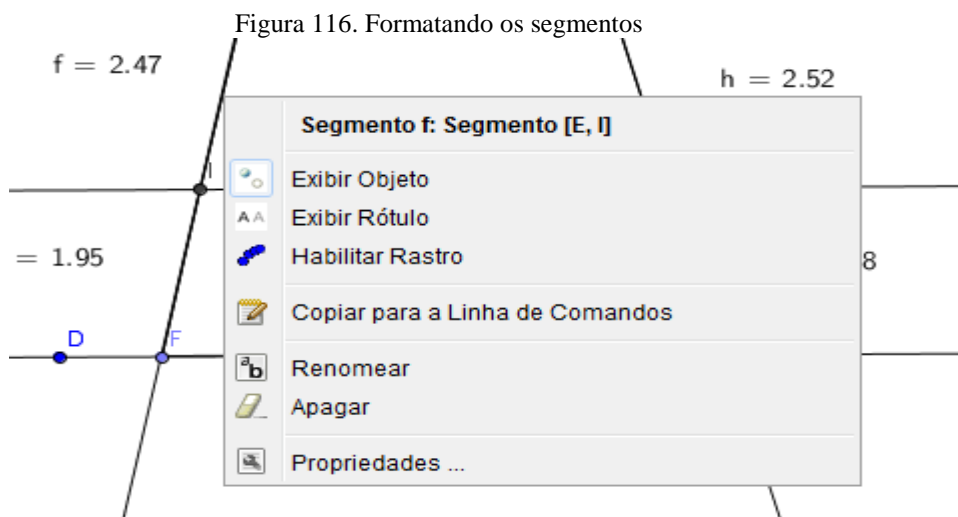 Figura 116. Formatando os segmentos
f = 2.47
h = 2.52
Segmento f: Segmento [E, I]
I
Exibir Objeto
A A Exibir Rótulo
Habilitar Rastro
= 1.95
8
Copiar para a Linha de Comandos
D
F
ab Renomear
Apagar
Propriedades ...